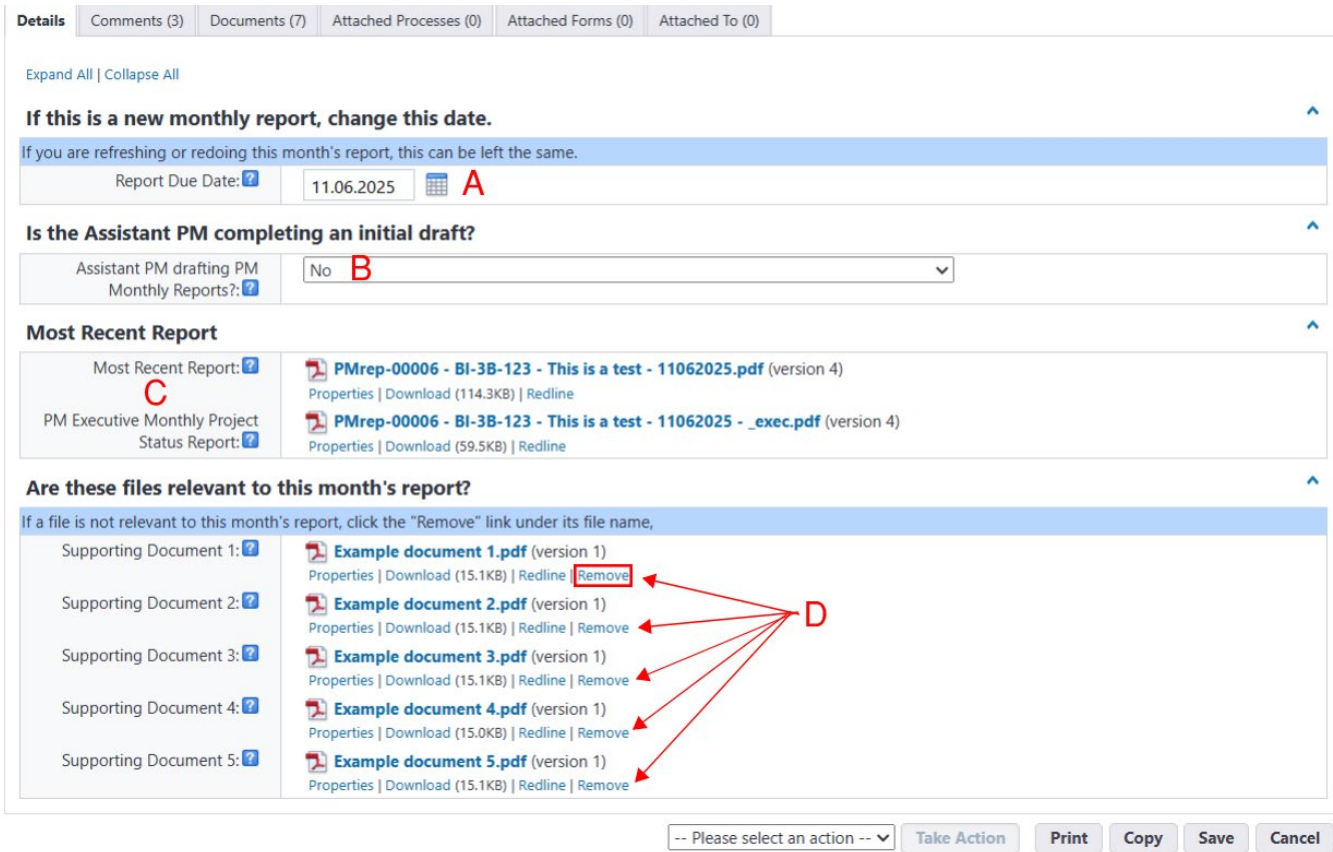 Details Comments (3) Documents (7) Attached Processes (0) Attached Forms (0) Attached To (0)
Expand All | Collapse All
If this is a new monthly report, change this date.
If you are refreshing or redoing this month's report, this can be left the same.
Report Due Date: ? 11.06.2025 A
Is the Assistant PM completing an initial draft?
Assistant PM drafting PM No B
Monthly Reports?: ?
Most Recent Report
Most Recent Report: ? PMrep-00006 - BI-3B-123 - This is a test - 11062025.pdf (version 4)
C Properties | Download (114.3KB) | Redline
PM Executive Monthly Project PMrep-00006 - BI-3B-123 - This is a test - 11062025 - _exec.pdf (version 4)
Status Report: ? Properties | Download (59.5KB) | Redline
Are these files relevant to this month's report?
If a file is not relevant to this month's report, click the "Remove" link under its file name,
Supporting Document 1: ? Example document 1.pdf (version 1)
Properties | Download (15.1KB) | Redline | Remove
Supporting Document 2: ? Example document 2.pdf (version 1)
Properties | Download (15.1KB) | Redline | Remove D
Supporting Document 3: ? Example document 3.pdf (version 1)
Properties | Download (15.1KB) | Redline | Remove
Supporting Document 4: ? Example document 4.pdf (version 1)
Properties | Download (15.0KB) | Redline | Remove
Supporting Document 5: ? Example document 5.pdf (version 1)
Properties | Download (15.1KB) | Redline | Remove
-- Please select an action -- Take Action Print Copy Save Cancel